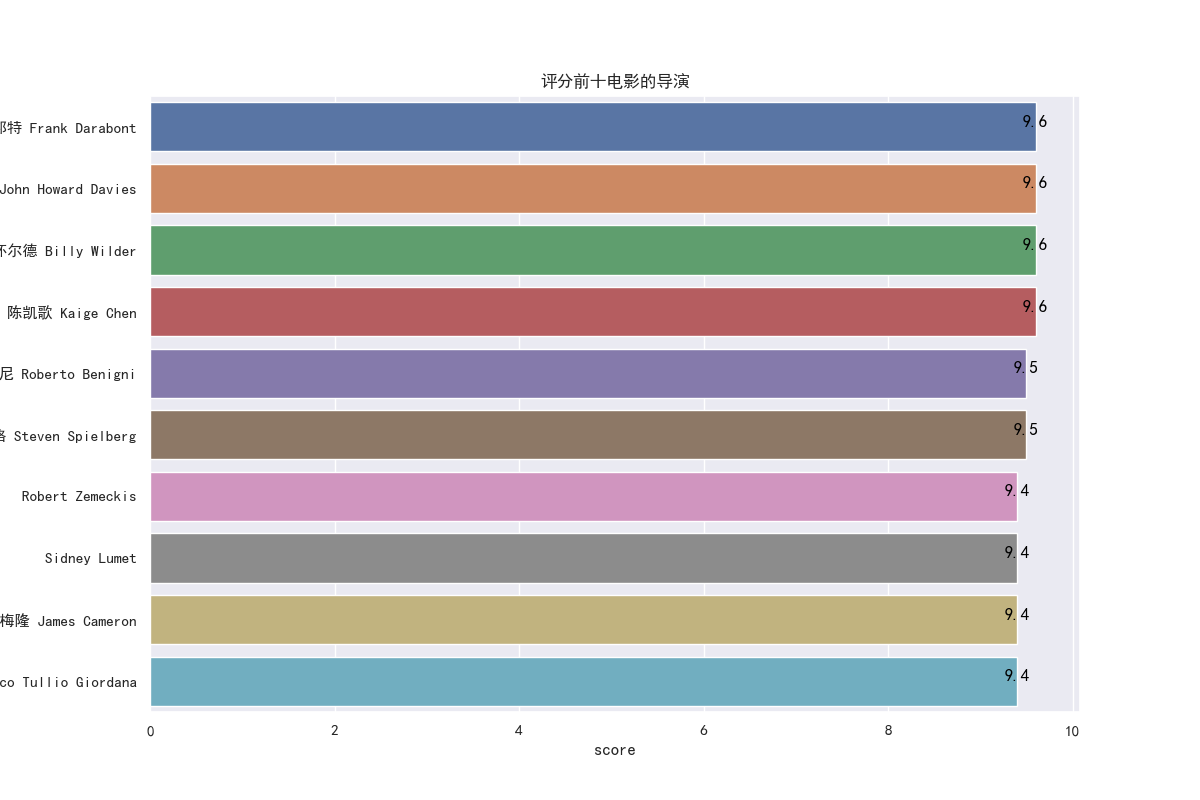 评分前十电影的导演
特 Frank Darabont 9.6
John Howard Davies 9.6
尔德 Billy Wilder 9.6
陈凯歌 Kaige Chen 9.6
尼 Roberto Benigni 9.5
Steven Spielberg 9.5
Robert Zemeckis 9.4
Sidney Lumet 9.4
梅隆 James Cameron 9.4
co Tullio Giordana 9.4
0 2 4 6 8 10
score